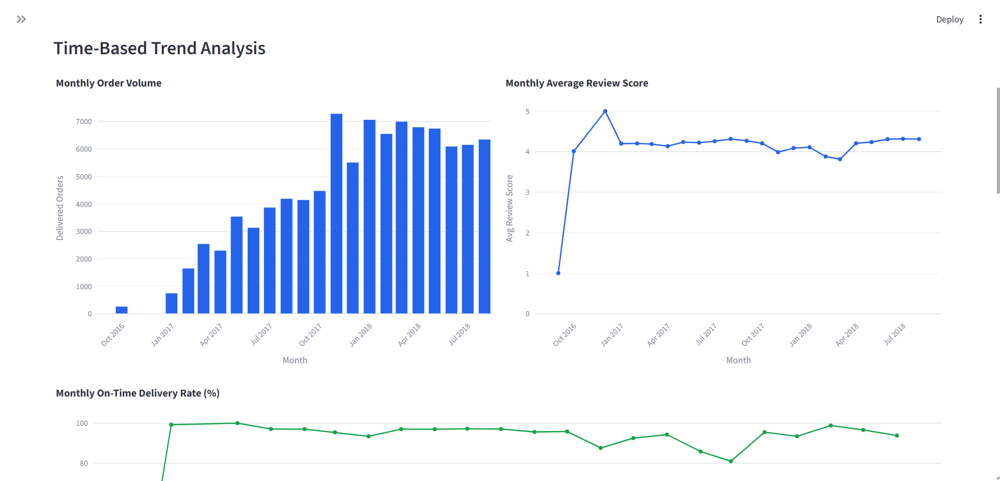 Deploy
Time-Based Trend Analysis
Monthly Order Volume
Delivered Orders
7000
6000
5000
4000
3000
2000
1000
0
Oct 2016
Jan 2017
Apr 2017
Jul 2017
Oct 2017
Jan 2018
Apr 2018
Jul 2018
Month
Monthly Average Review Score
Avg Review Score
5
4
3
2
1
0
Oct 2016
Jan 2017
Apr 2017
Jul 2017
Oct 2017
Jan 2018
Apr 2018
Jul 2018
Month
Monthly On-Time Delivery Rate (%)
100
80